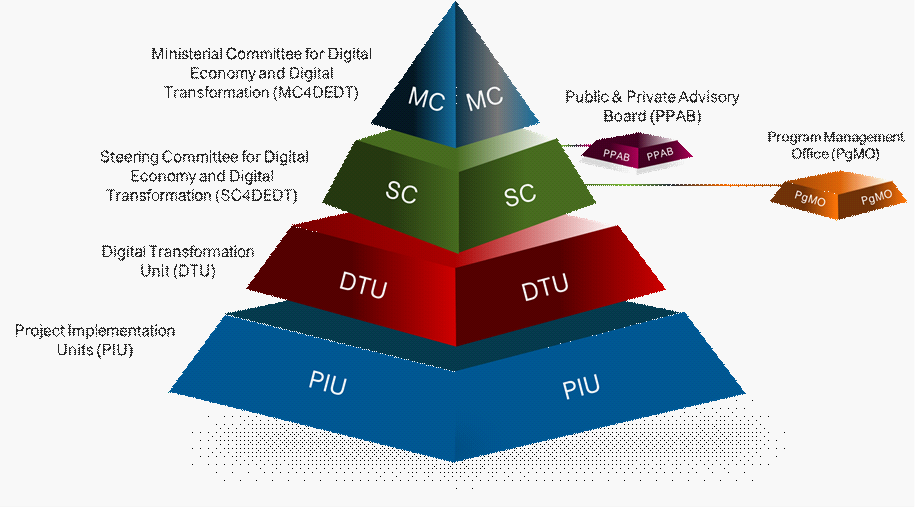 Ministerial Committee for Digital
Economy and Digital
Transformation (MC4DEDT)
MC MC
Public & Private Advisory
Board (PPAB)
PPAB PPAB
Program Management
Office (PgMO)
PgMO PgMO
Steering Committee for Digital
Economy and Digital
Transformation (SC4DEDT)
SC SC
Digital Transformation
Unit (DTU)
DTU DTU
Project Implementation
Units (PIU)
PIU PIU